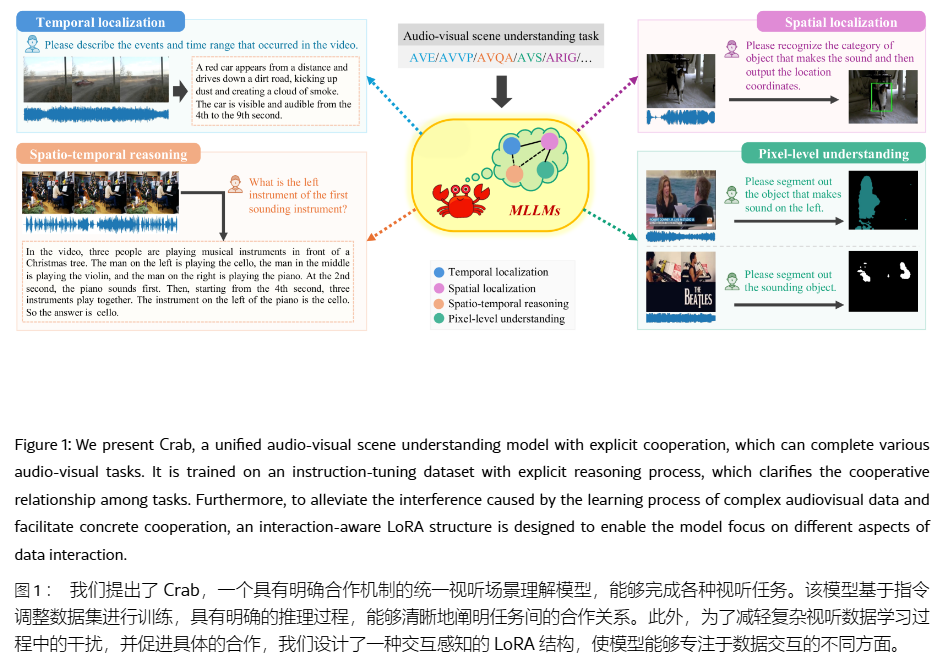 Temporal localization
Please describe the events and time range that occurred in the video.
A red car appears from a distance and
drives down a dirt road, kicking up
dust and creating a cloud of smoke.
The car is visible and audible from the
4th to the 9th second.
Audio-visual scene understanding task
AVE/AVVP/AVQA/AVS/ARIG/…
Spatial localization
Please recognize the category of
object that makes the sound and then
output the location
coordinates.
Spatio-temporal reasoning
What is the left
instrument of the first
sounding instrument?
In the video, three people are playing musical instruments in front of a
Christmas tree. The man on the left is playing the cello, the man in the middle
is playing the violin, and the man on the right is playing the piano. At the 2nd
second, the piano sounds first. Then, starting from the 4th second, three
instruments play together. The instrument on the left of the piano is the cello.
So the answer is cello.
MLLMs
Temporal localization
Spatial localization
Spatio-temporal reasoning
Pixel-level understanding
Pixel-level understanding
Please segment out
the object that makes
sound on the left.
Please segment out
the sounding object.
THE
BEATLES
Figure 1: We present Crab, a unified audio-visual scene understanding model with explicit cooperation, which can complete various
audio-visual tasks. It is trained on an instruction-tuning dataset with explicit reasoning process, which clarifies the cooperative
relationship among tasks. Furthermore, to alleviate the interference caused by the learning process of complex audiovisual data and
facilitate concrete cooperation, an interaction-aware LoRA structure is designed to enable the model focus on different aspects of
data interaction.
图 1： 我们提出了 Crab，一个具有明确合作机制的统一视听场景理解模型，能够完成各种视听任务。该模型基于指令
调整数据集进行训练，具有明确的推理过程，能够清晰地阐明任务间的合作关系。此外，为了减轻复杂视听数据学习过
程中的干扰，并促进具体的合作，我们设计了一种交互感知的 LoRA 结构，使模型能够专注于数据交互的不同方面。